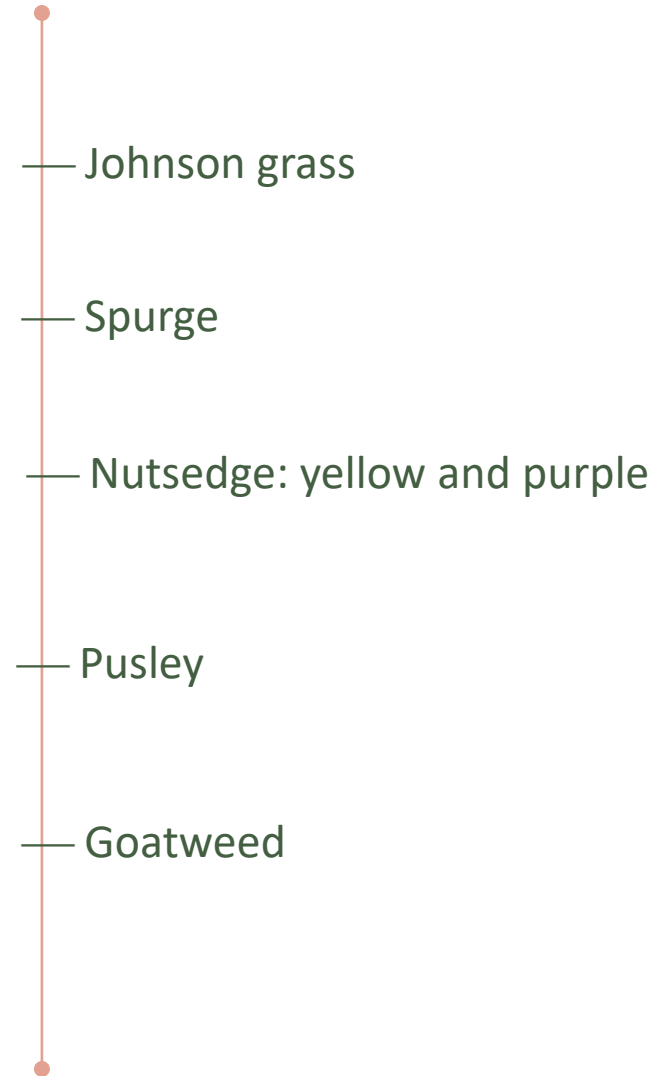 Johnson grass
Spurge
Nutsedge: yellow and purple
Pusley
Goatweed